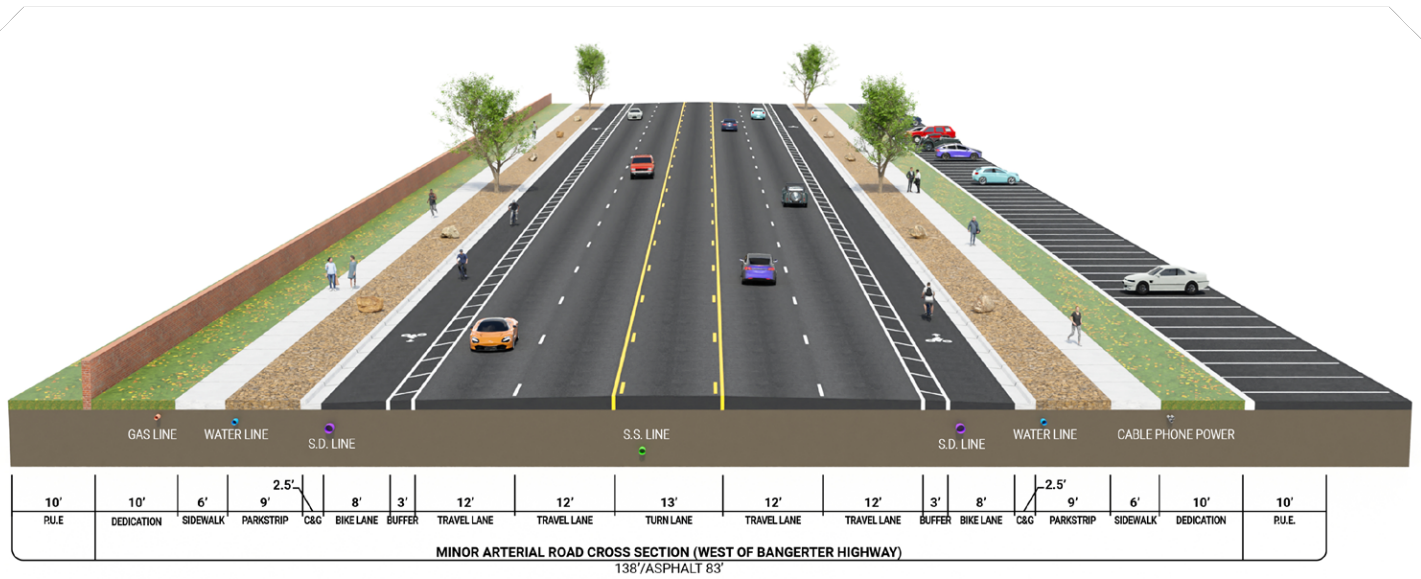 GAS LINE WATER LINE S.D. LINE S.S. LINE S.D. LINE WATER LINE CABLE PHONE POWER
2.5' 2.5'
10' 10' 6' 9' 8' 3' 12' 12' 13' 12' 12' 3' 8' 9' 6' 10' 10'
P.U.E DEDICATION SIDEWALK PARKSTRIP C&G BIKE LANE BUFFER TRAVEL LANE TRAVEL LANE TURN LANE TRAVEL LANE TRAVEL LANE BUFFER BIKE LANE C&G PARKSTRIP SIDEWALK DEDICATION P.U.E.
MINOR ARTERIAL ROAD CROSS SECTION (WEST OF BANGERTER HIGHWAY)
138'/ASPHALT 83'